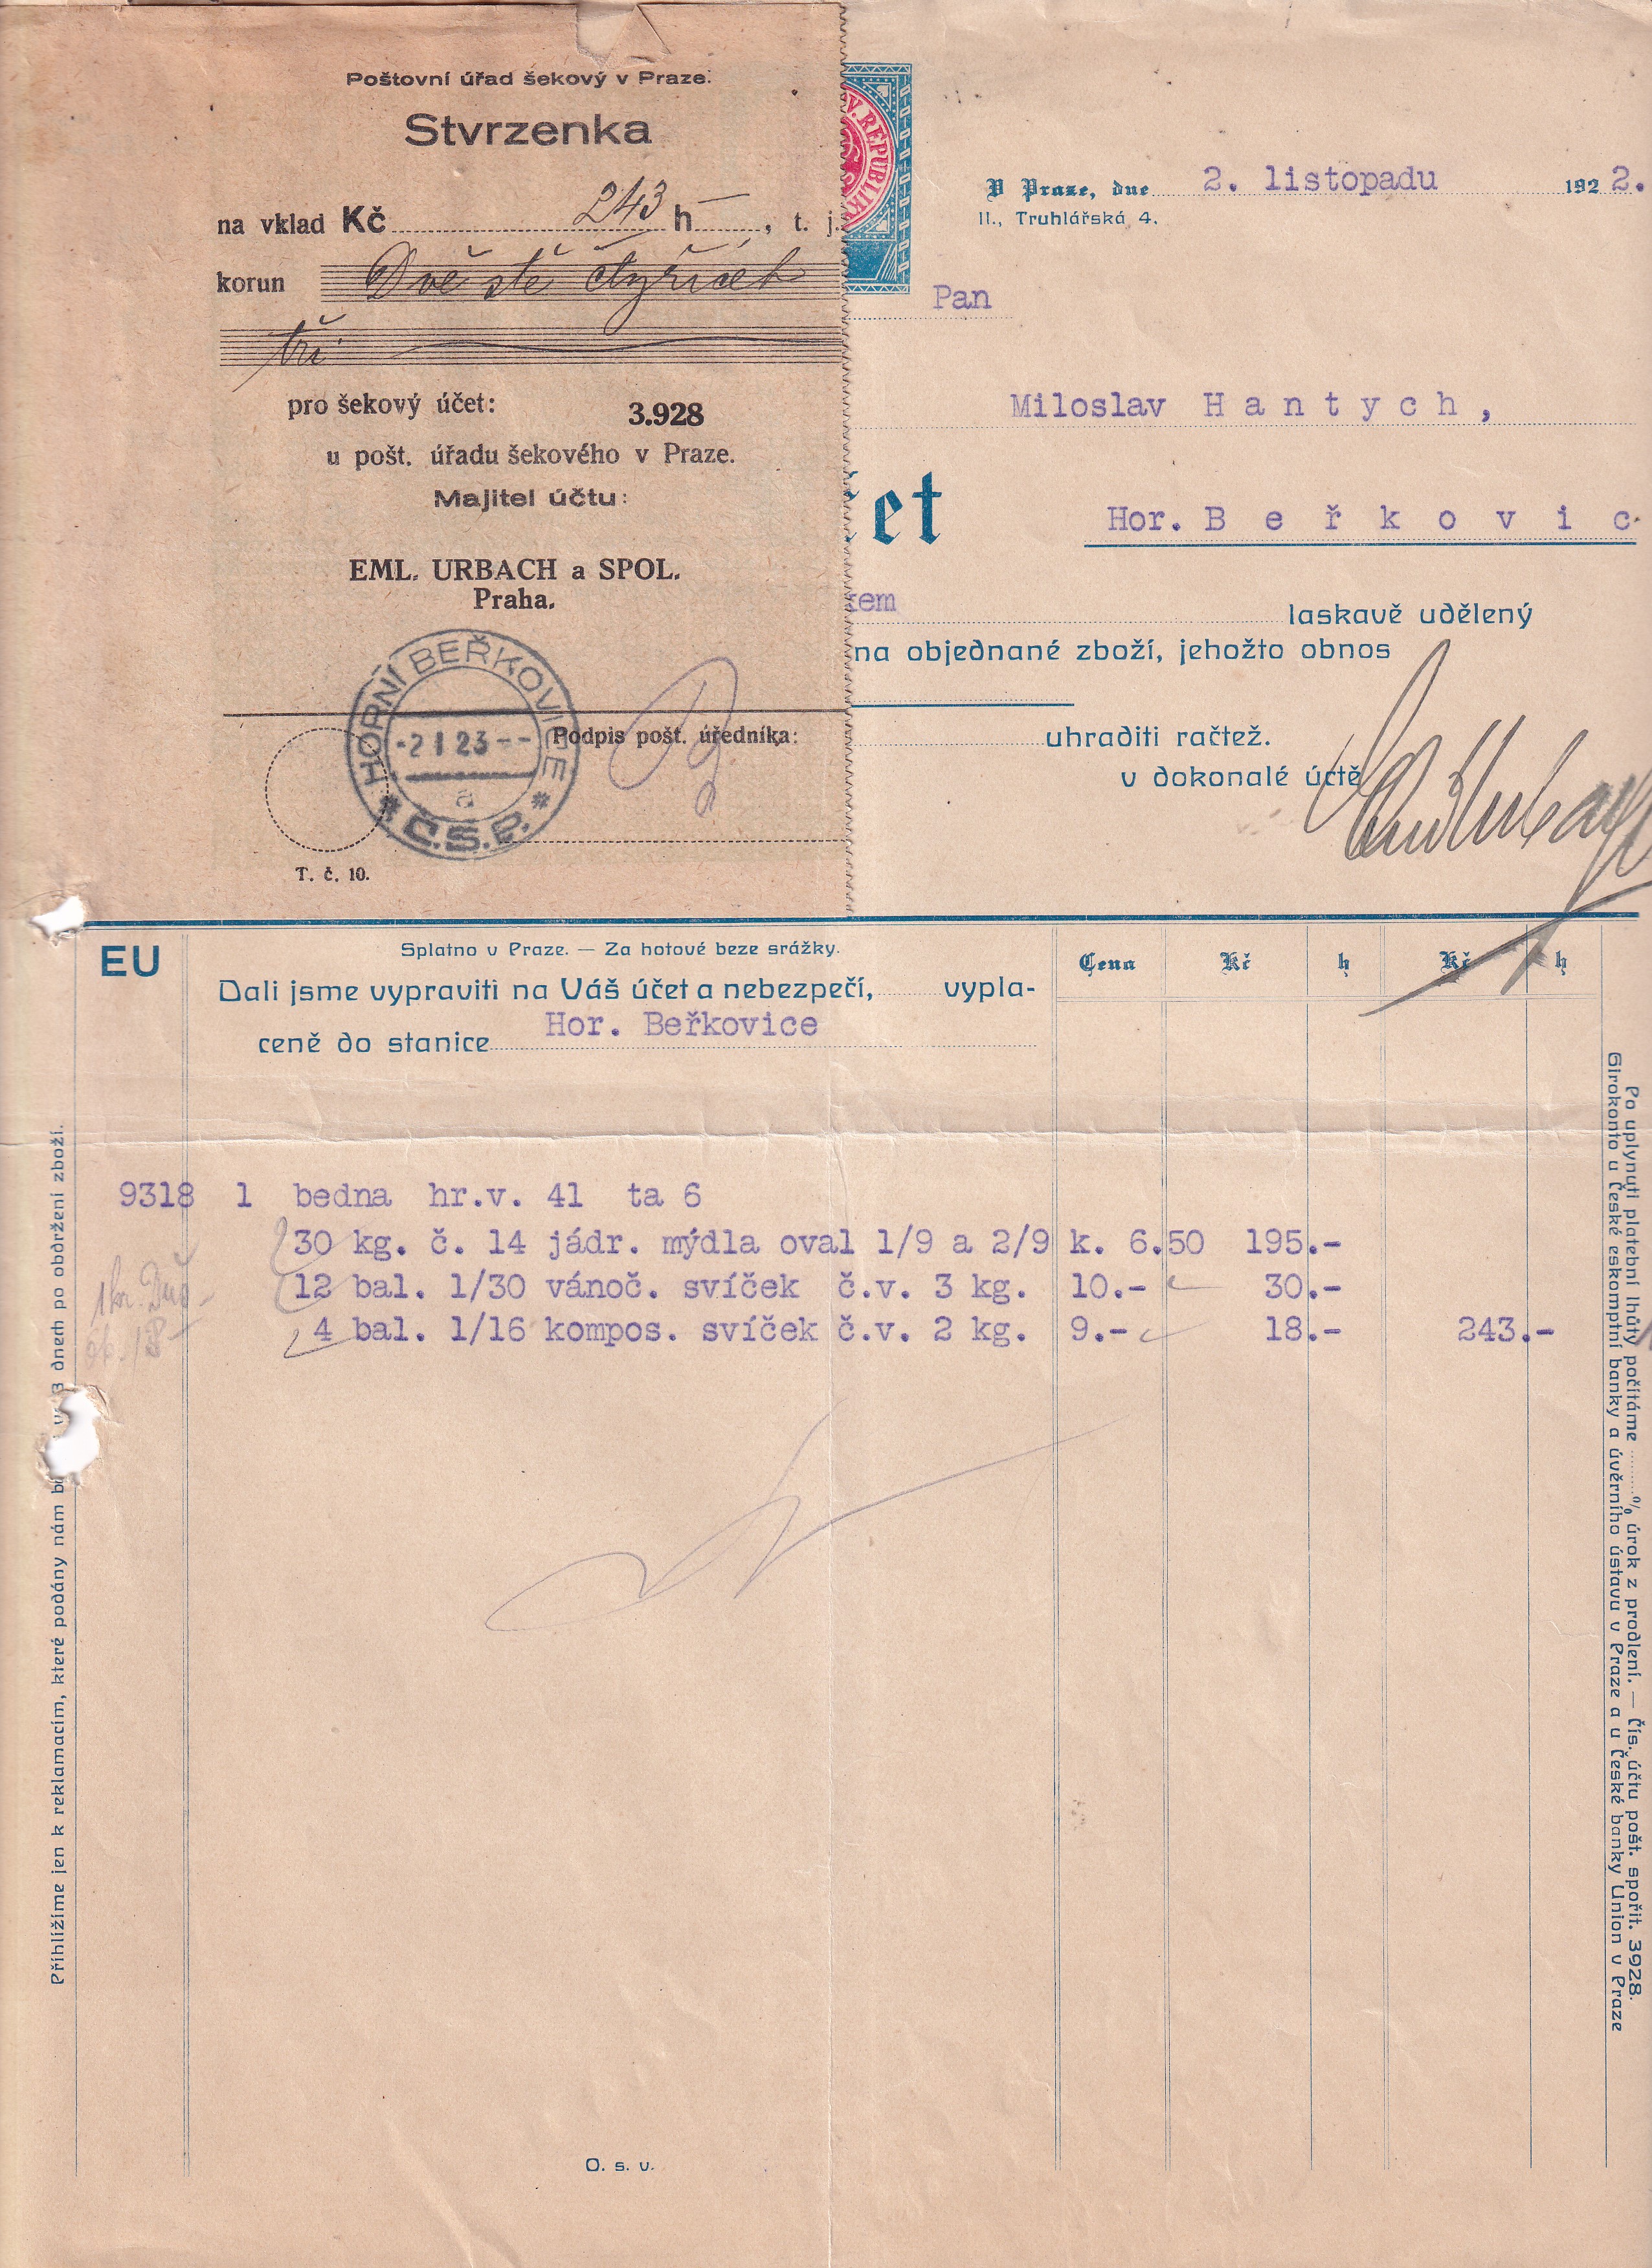 Poštovní úřad šekový v Praze.
Stvrzenka
na vklad Kč 243 h — , t. j.
korun Dvě stě čtyřicet
tři
pro šekový účet: 3.928
u pošt. úřadu šekového v Praze.
Majitel účtu:
EML. URBACH a SPOL.
Praha.
HORNÍ BEŘKOVICE
-2 I 23--
a
* Č.S.P. *
Podpis pošt. úředníka:
T. č. 10.
V. REPUBLIK
V Praze, dne 2. listopadu 1922.
II., Truhlářská 4.
Pan
Miloslav Hantych,
čet
Hor. Beřkovic
kem
laskavě udělený
na objednané zboží, jehožto obnos
uhraditi račtež.
v dokonalé úctě
EU
Splatno v Praze. — Za hotové beze srážky.
Dali jsme vypraviti na Váš účet a nebezpečí, vypla-
ceně do stanice Hor. Beřkovice
Cena Kč h Kč h
9318 1 bedna hr.v. 41 ta 6
30 kg. č. 14 jádr. mýdla oval 1/9 a 2/9 k. 6.50 195.-
12 bal. 1/30 vánoč. svíček č.v. 3 kg. 10.- 30.-
4 bal. 1/16 kompos. svíček č.v. 2 kg. 9.- 18.- 243.-
Přihlížíme jen k reklamacím, které podány nám 3 dnech po obdržení zboží.
Po uplynutí platební lhůty počítáme % úrok z prodlení. — Čís. účtu pošt. spořit. 3928.
Girokonto u České eskomptní banky a úvěrního ústavu v Praze a u České banky Union v Praze
O. s. v.